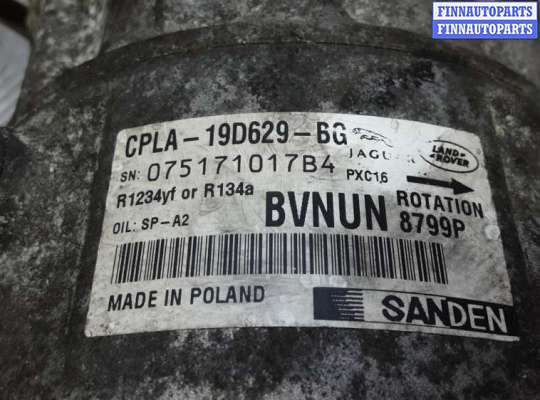 FINNAUTOPARTS
FINNAUTOPARTS
CPLA-19D629-BG
JAGUAR
LAND-
ROVER
SN: 075171017B4 PXC16
R1234yf or R134a
ROTATION
OIL: SP-A2
BVNUN 8799P
MADE IN POLAND
SANDEN